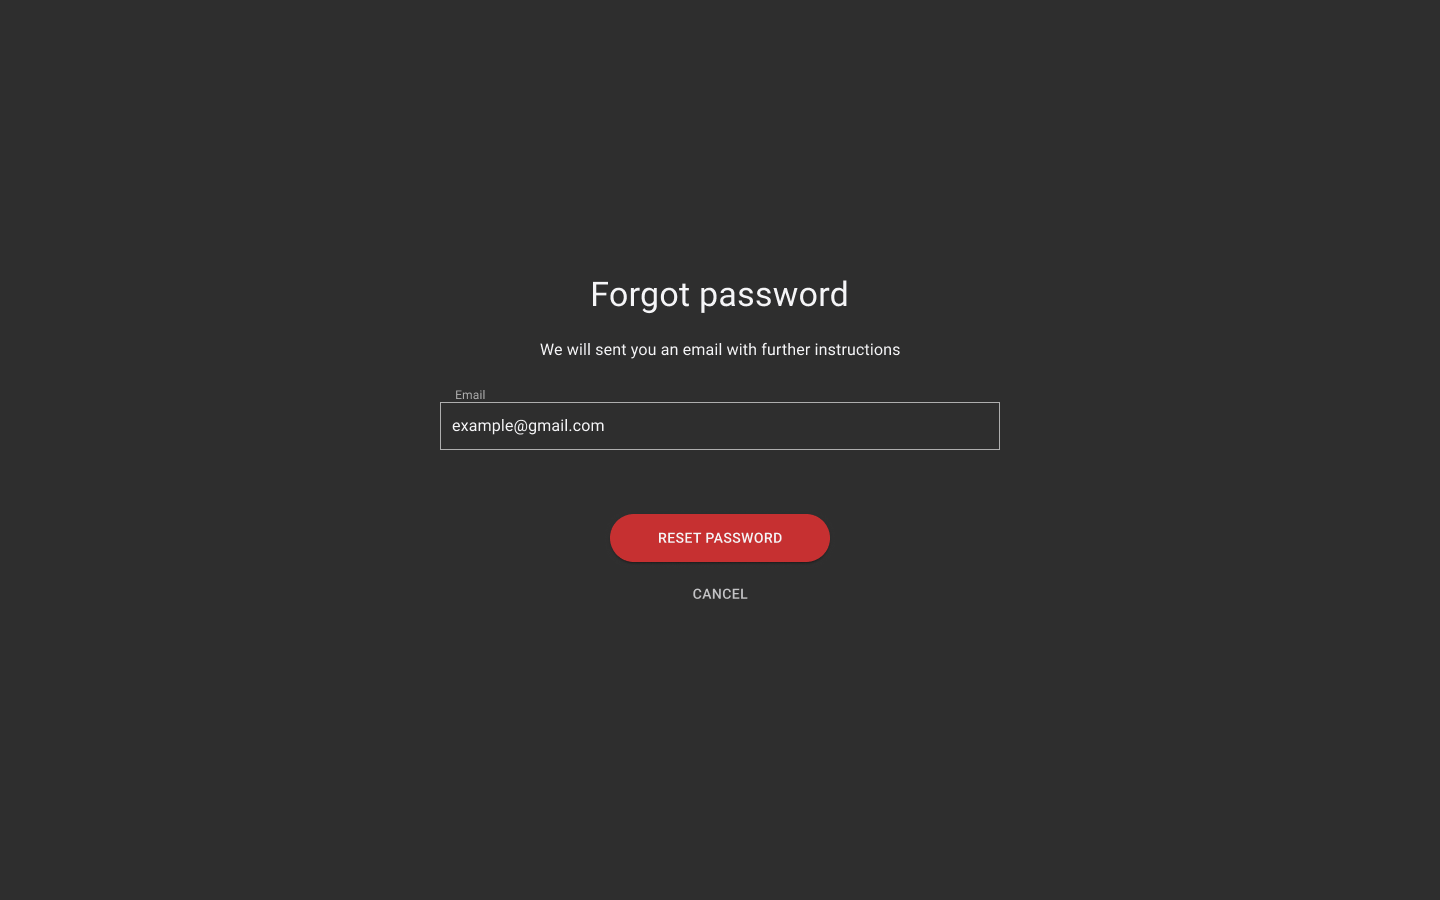 Forgot password
We will sent you an email with further instructions
Email
example@gmail.com
RESET PASSWORD
CANCEL